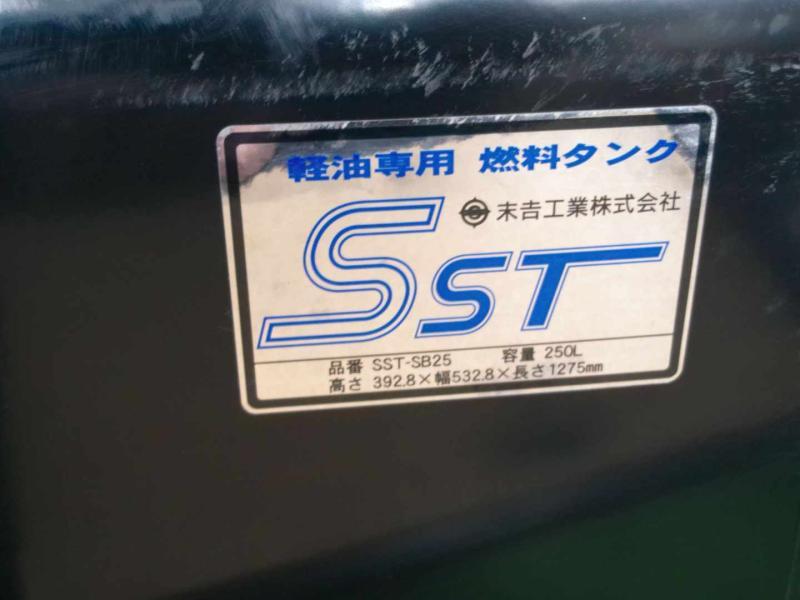 軽油専用 燃料タンク
末吉工業株式会社
SST
品番 SST-SB25 容量 250L
高さ 392.8×幅532.8×長さ1275mm